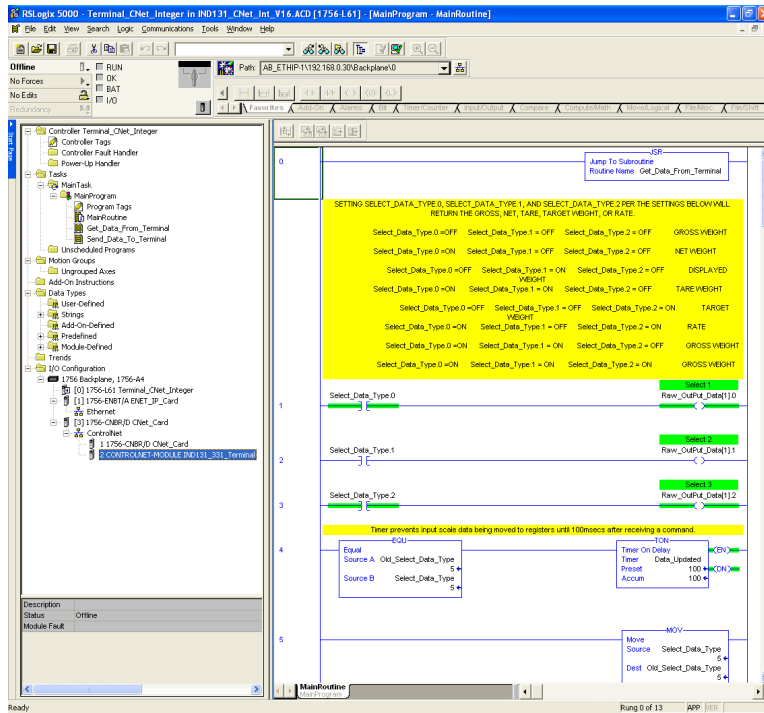 RSLogix 5000 - Terminal_CNet_Integer in IND131_CNet_Int_V16.ACD [1756-L61] - [MainProgram - MainRoutine]
File Edit View Search Logic Communications Tools Window Help
Offline
RUN
Path: AB_ETHIP-1\192.168.0.30\Backplane\0
No Forces
OK
No Edits
BAT
Redundancy
I/O
Favorites Add-On Alarms Bit Timer/Counter Input/Output Compare Compute/Math Move/Logical File/Misc. File/Shift
Start Page
Controller Terminal_CNet_Integer
Controller Tags
Controller Fault Handler
Power-Up Handler
Tasks
MainTask
MainProgram
Program Tags
MainRoutine
Get_Data_From_Terminal
Send_Data_To_Terminal
Unscheduled Programs
Motion Groups
Ungrouped Axes
Add-On Instructions
Data Types
User-Defined
Strings
Add-On-Defined
Predefined
Module-Defined
Trends
I/O Configuration
1756 Backplane, 1756-A4
[0] 1756-L61 Terminal_CNet_Integer
[1] 1756-ENBT/A ENET_IP_Card
Ethernet
[3] 1756-CNBR/D CNet_Card
ControlNet
1 1756-CNBR/D CNet_Card
2 CONTROLNET-MODULE IND131_331_Terminal
Description
Status Offline
Module Fault
0
JSR
Jump To Subroutine
Routine Name Get_Data_From_Terminal
SETTING SELECT_DATA_TYPE.0, SELECT_DATA_TYPE.1, AND SELECT_DATA_TYPE.2 PER THE SETTINGS BELOW WILL
RETURN THE GROSS, NET, TARE, TARGET WEIGHT, OR RATE.
Select_Data_Type.0 =OFF Select_Data_Type.1 = OFF Select_Data_Type.2 = OFF GROSS WEIGHT
Select_Data_Type.0 =ON Select_Data_Type.1 = OFF Select_Data_Type.2 = OFF NET WEIGHT
Select_Data_Type.0 =OFF Select_Data_Type.1 = ON Select_Data_Type.2 = OFF DISPLAYED
WEIGHT
Select_Data_Type.0 =ON Select_Data_Type.1 = ON Select_Data_Type.2 = OFF TARE WEIGHT
Select_Data_Type.0 =OFF Select_Data_Type.1 = OFF Select_Data_Type.2 = ON TARGET
WEIGHT
Select_Data_Type.0 =ON Select_Data_Type.1 = OFF Select_Data_Type.2 = ON RATE
Select_Data_Type.0 =OFF Select_Data_Type.1 = ON Select_Data_Type.2 = OFF GROSS WEIGHT
Select_Data_Type.0 =ON Select_Data_Type.1 = ON Select_Data_Type.2 = ON GROSS WEIGHT
Select 1
Select_Data_Type.0 Raw_OutPut_Data[1].0
1
Select 2
Select_Data_Type.1 Raw_OutPut_Data[1].1
2
Select 3
Select_Data_Type.2 Raw_OutPut_Data[1].2
3
Timer prevents input scale data being moved to registers until 100msecs after receiving a command.
4
EQU
Equal
Source A Old_Select_Data_Type
5
Source B Select_Data_Type
5
TON
Timer On Delay
Timer Data_Updated
Preset 100
Accum 100
EN
DN
5
MOV
Move
Source Select_Data_Type
5
Dest Old_Select_Data_Type
5
MainRoutine
MainProgram
Ready
Rung 0 of 13 APP VER